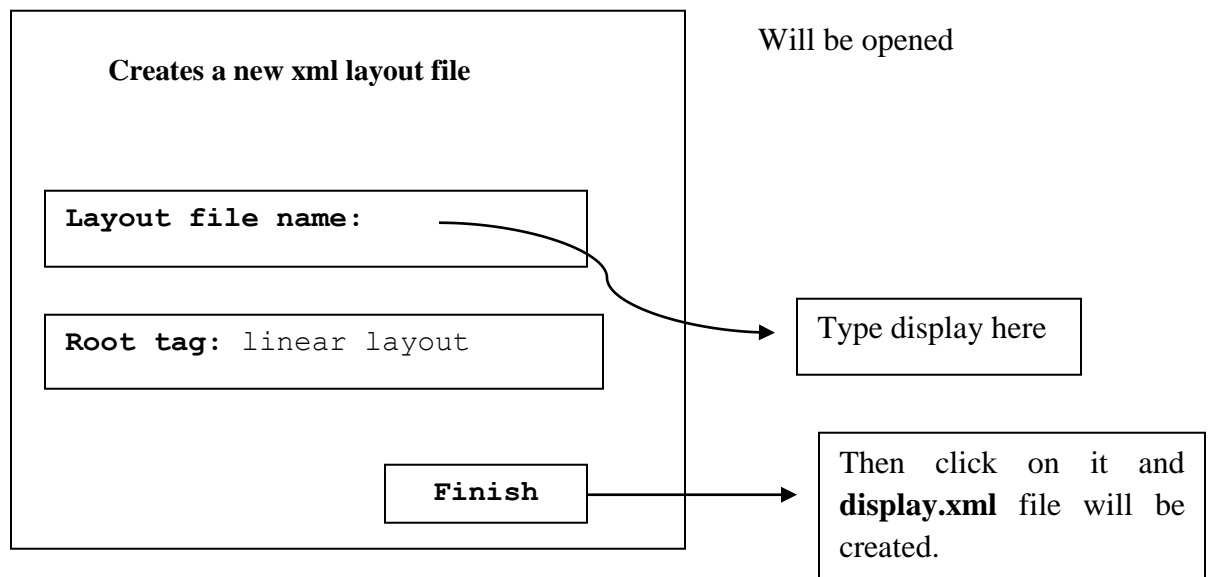 Will be opened
Creates a new xml layout file
Layout file name:
Root tag: linear layout
Type display here
Finish
Then click on it and
display.xml file will be
created.